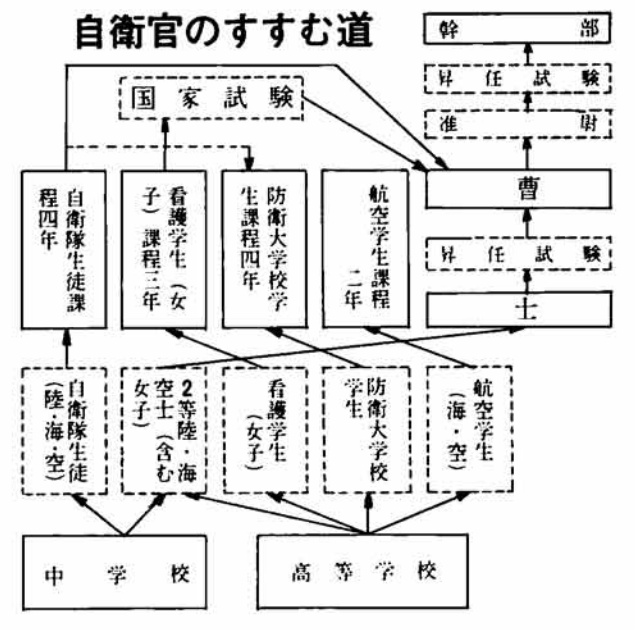 自衛官のすすむ道
幹部
昇任試験
准尉
国家試験
曹
昇任試験
士
自衛隊生徒課
程四年
看護学生(女
子)課程三年
防衛大学校学
生課程四年
航空学生課程
二年
自衛隊生徒
(陸・海・空)
2等陸・海
空士(含む
女子)
看護学生
(女子)
防衛大学校
学生
航空学生
(海・空)
中学校
高等学校